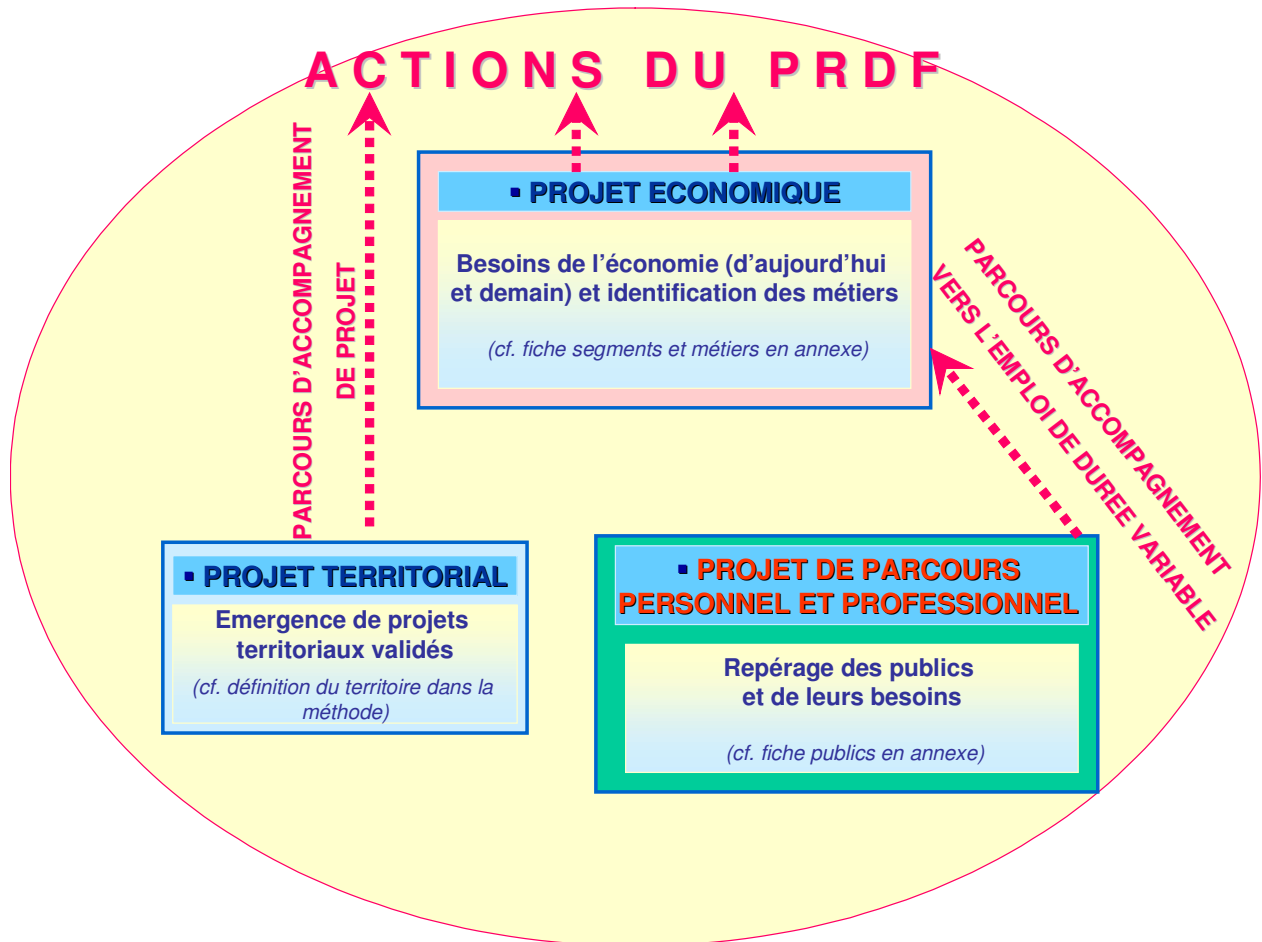 ACTIONS DU PRDF
PARCOURS D'ACCOMPAGNEMENT
DE PROJET
▪ PROJET ECONOMIQUE
Besoins de l'économie (d'aujourd'hui
et demain) et identification des métiers
(cf. fiche segments et métiers en annexe)
PARCOURS D'ACCOMPAGNEMENT
VERS L'EMPLOI DE DUREE VARIABLE
▪ PROJET TERRITORIAL
Emergence de projets
territoriaux validés
(cf. définition du territoire dans la
méthode)
▪ PROJET DE PARCOURS
PERSONNEL ET PROFESSIONNEL
Repérage des publics
et de leurs besoins
(cf. fiche publics en annexe)